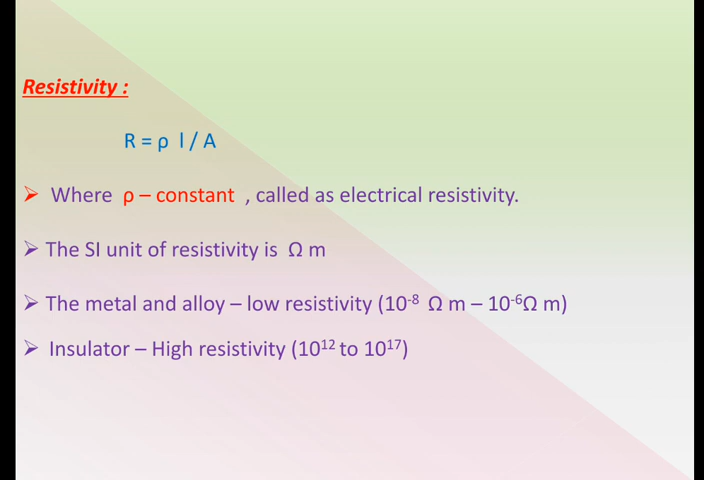 Resistivity :
R = ρ l / A
➢ Where ρ – constant , called as electrical resistivity.
➢ The SI unit of resistivity is Ω m
➢ The metal and alloy – low resistivity (10⁻⁸ Ω m – 10⁻⁶Ω m)
➢ Insulator – High resistivity (10¹² to 10¹⁷)